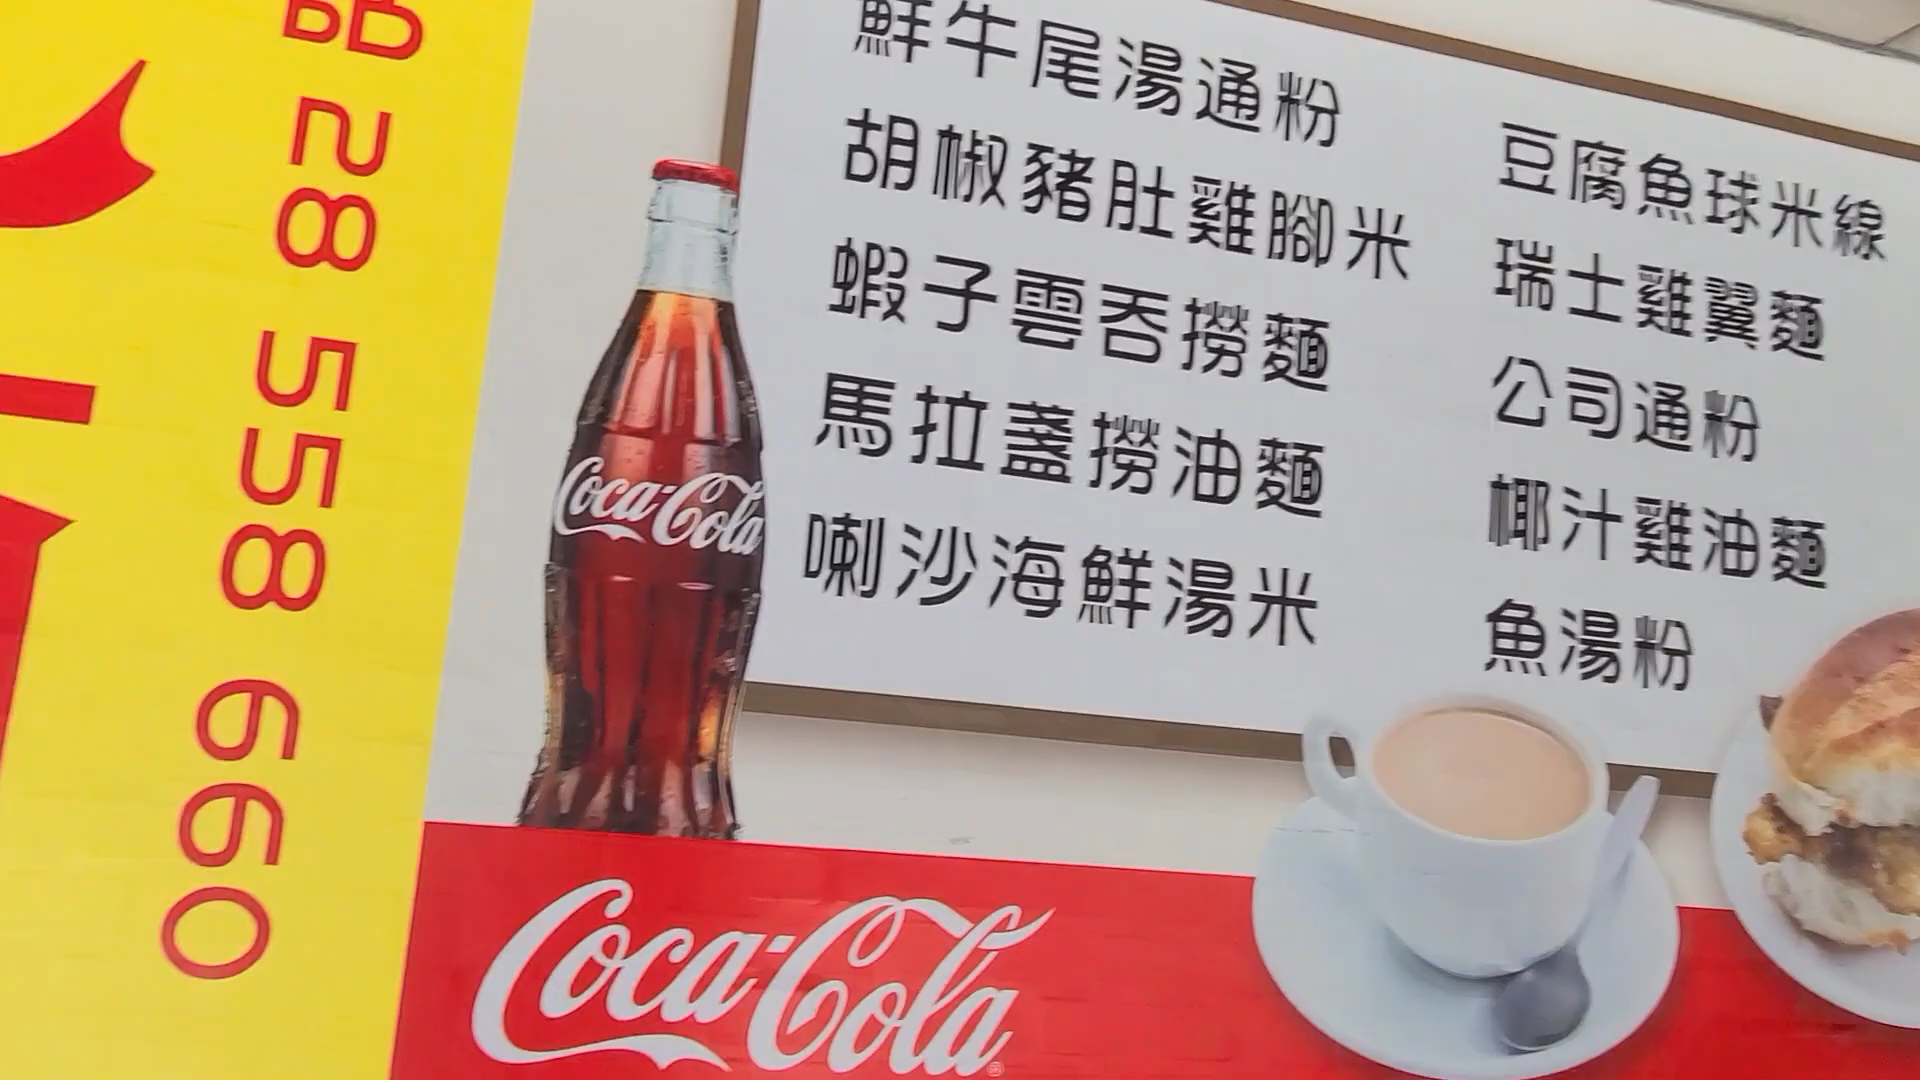 28 558 660
鮮牛尾湯通粉
胡椒豬肚雞腳米
蝦子雲吞撈麵
馬拉盞撈油麵
喇沙海鮮湯米
豆腐魚球米線
瑞士雞翼麵
公司通粉
椰汁雞油麵
魚湯粉
Coca-Cola
Coca-Cola